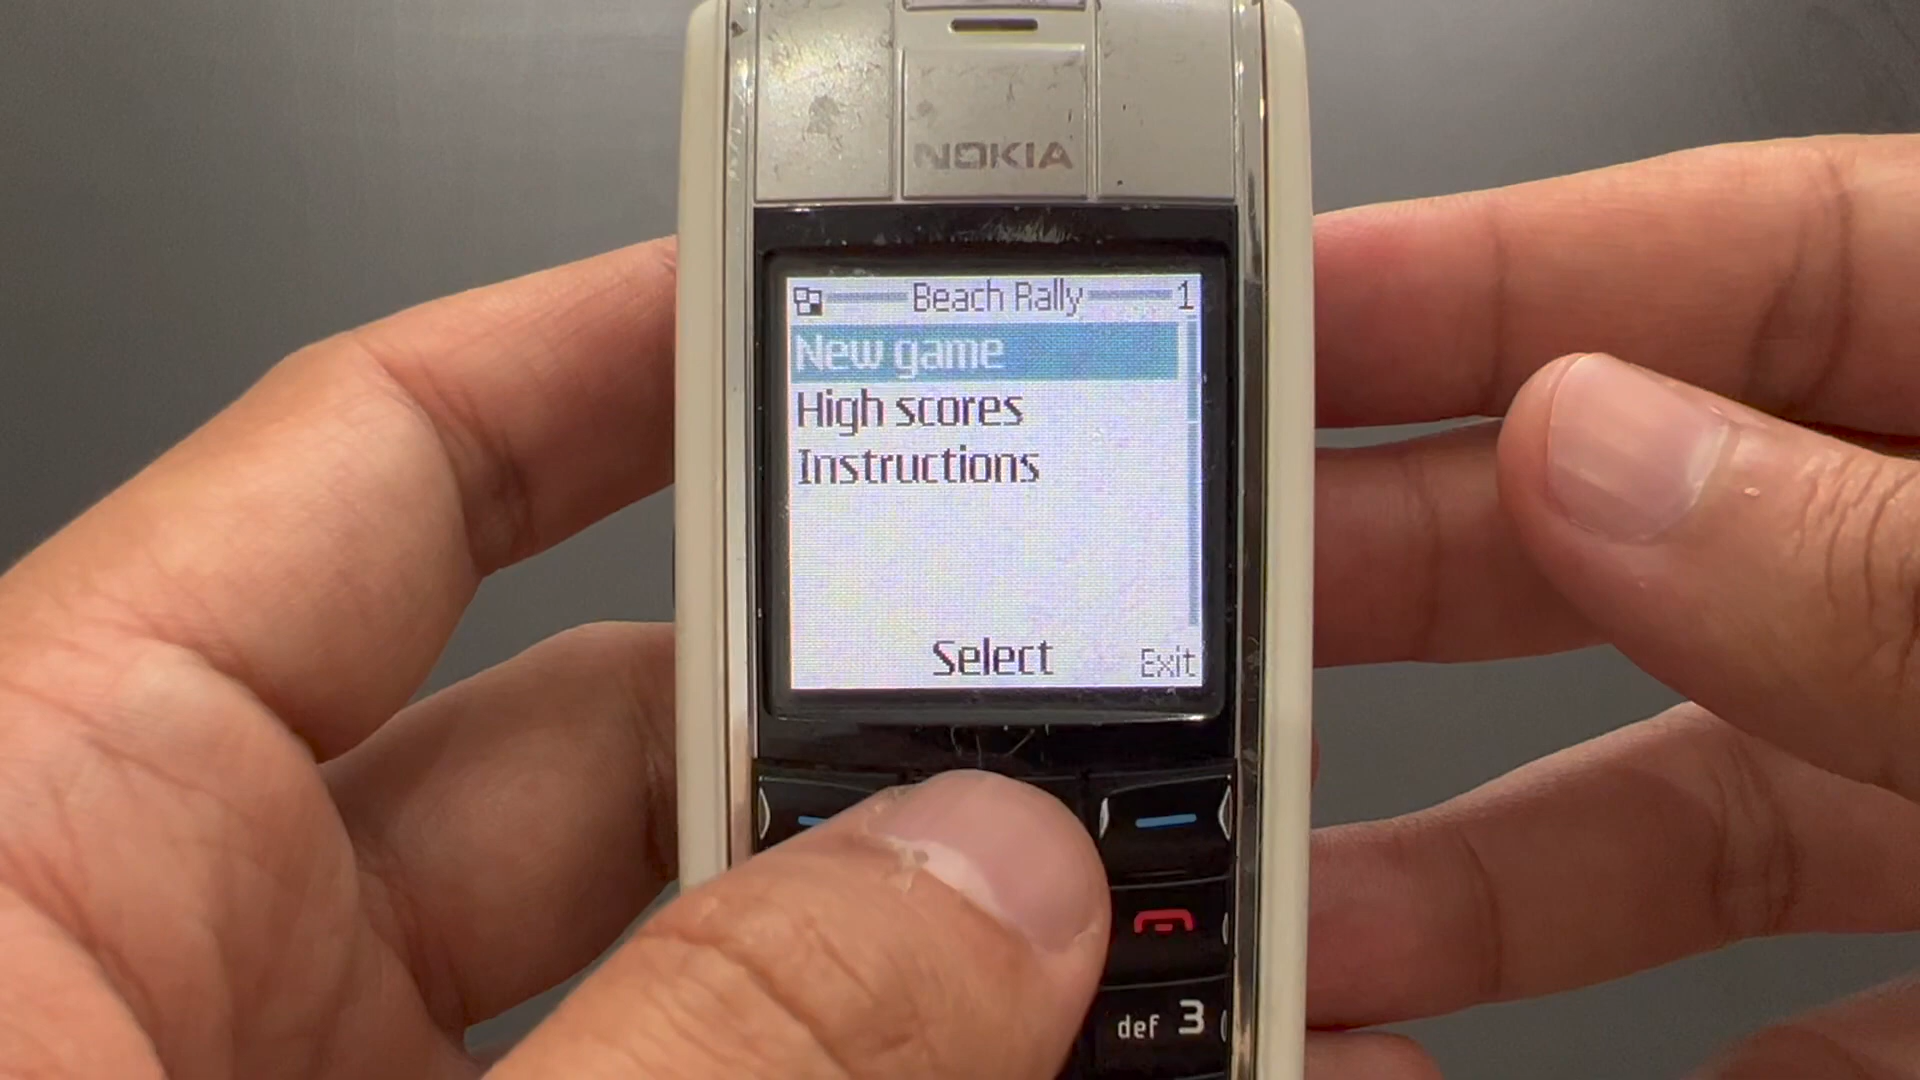 NOKIA
Beach Rally 1
New game
High scores
Instructions
Select Exit
def 3